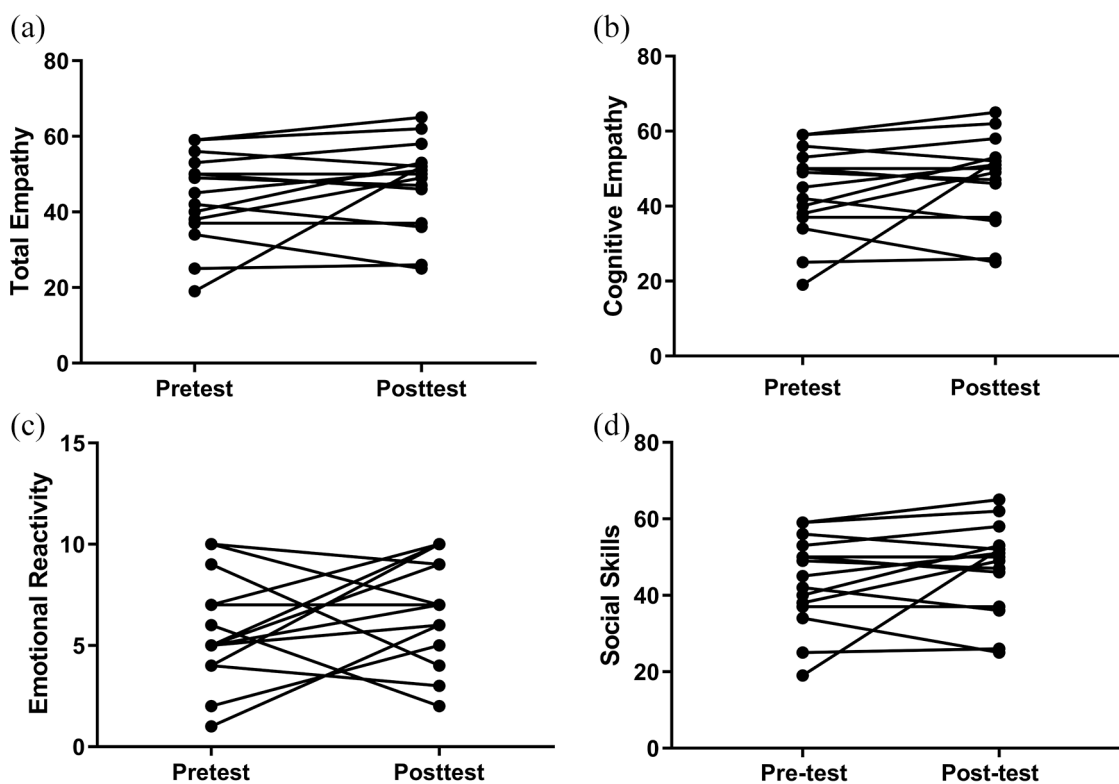 (a)
80
60
40
20
0
Total Empathy
Pretest Posttest
(b)
80
60
40
20
0
Cognitive Empathy
Pretest Posttest
(c)
15
10
5
0
Emotional Reactivity
Pretest Posttest
(d)
80
60
40
20
0
Social Skills
Pre-test Post-test